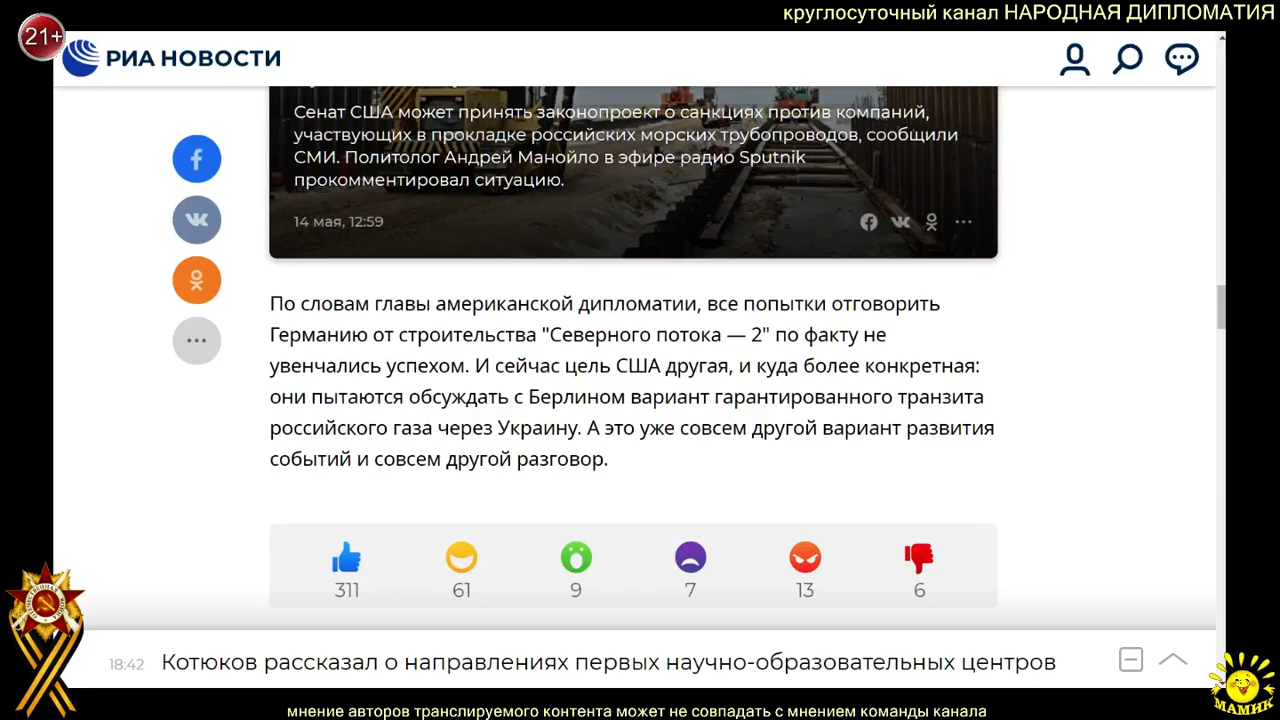 круглосуточный канал НАРОДНАЯ ДИПЛОМАТИЯ
21+
РИА НОВОСТИ
Сенат США может принять законопроект о санкциях против компаний,
участвующих в прокладке российских морских трубопроводов, сообщили
СМИ. Политолог Андрей Манойло в эфире радио Sputnik
прокомментировал ситуацию.
14 мая, 12:59
По словам главы американской дипломатии, все попытки отговорить
Германию от строительства "Северного потока — 2" по факту не
увенчались успехом. И сейчас цель США другая, и куда более конкретная:
они пытаются обсуждать с Берлином вариант гарантированного транзита
российского газа через Украину. А это уже совсем другой вариант развития
событий и совсем другой разговор.
311 61 9 7 13 6
18:42 Котюков рассказал о направлениях первых научно-образовательных центров
МАМИК
мнение авторов транслируемого контента может не совпадать с мнением команды канала